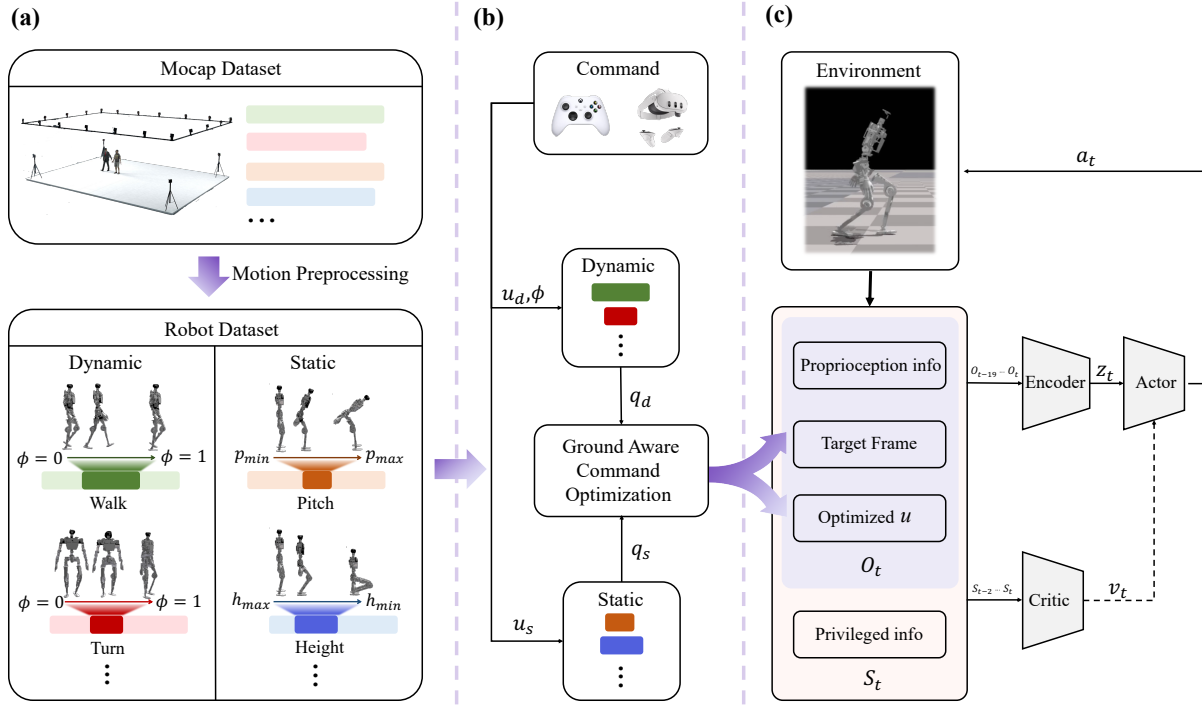 (a)
Mocap Dataset
• • •
Motion Preprocessing
Robot Dataset
Dynamic
ϕ = 0
ϕ = 1
Walk
ϕ = 0
ϕ = 1
Turn
Static
p_min
p_max
Pitch
h_max
h_min
Height
(b)
Command
u_d,ϕ
Dynamic
q_d
Ground Aware
Command
Optimization
q_s
u_s
Static
(c)
Environment
a_t
Proprioception info
Target Frame
Optimized u
O_t
Privileged info
S_t
O_{t-19} ··· O_t
Encoder
z_t
Actor
S_{t-2} ··· S_t
Critic
v_t